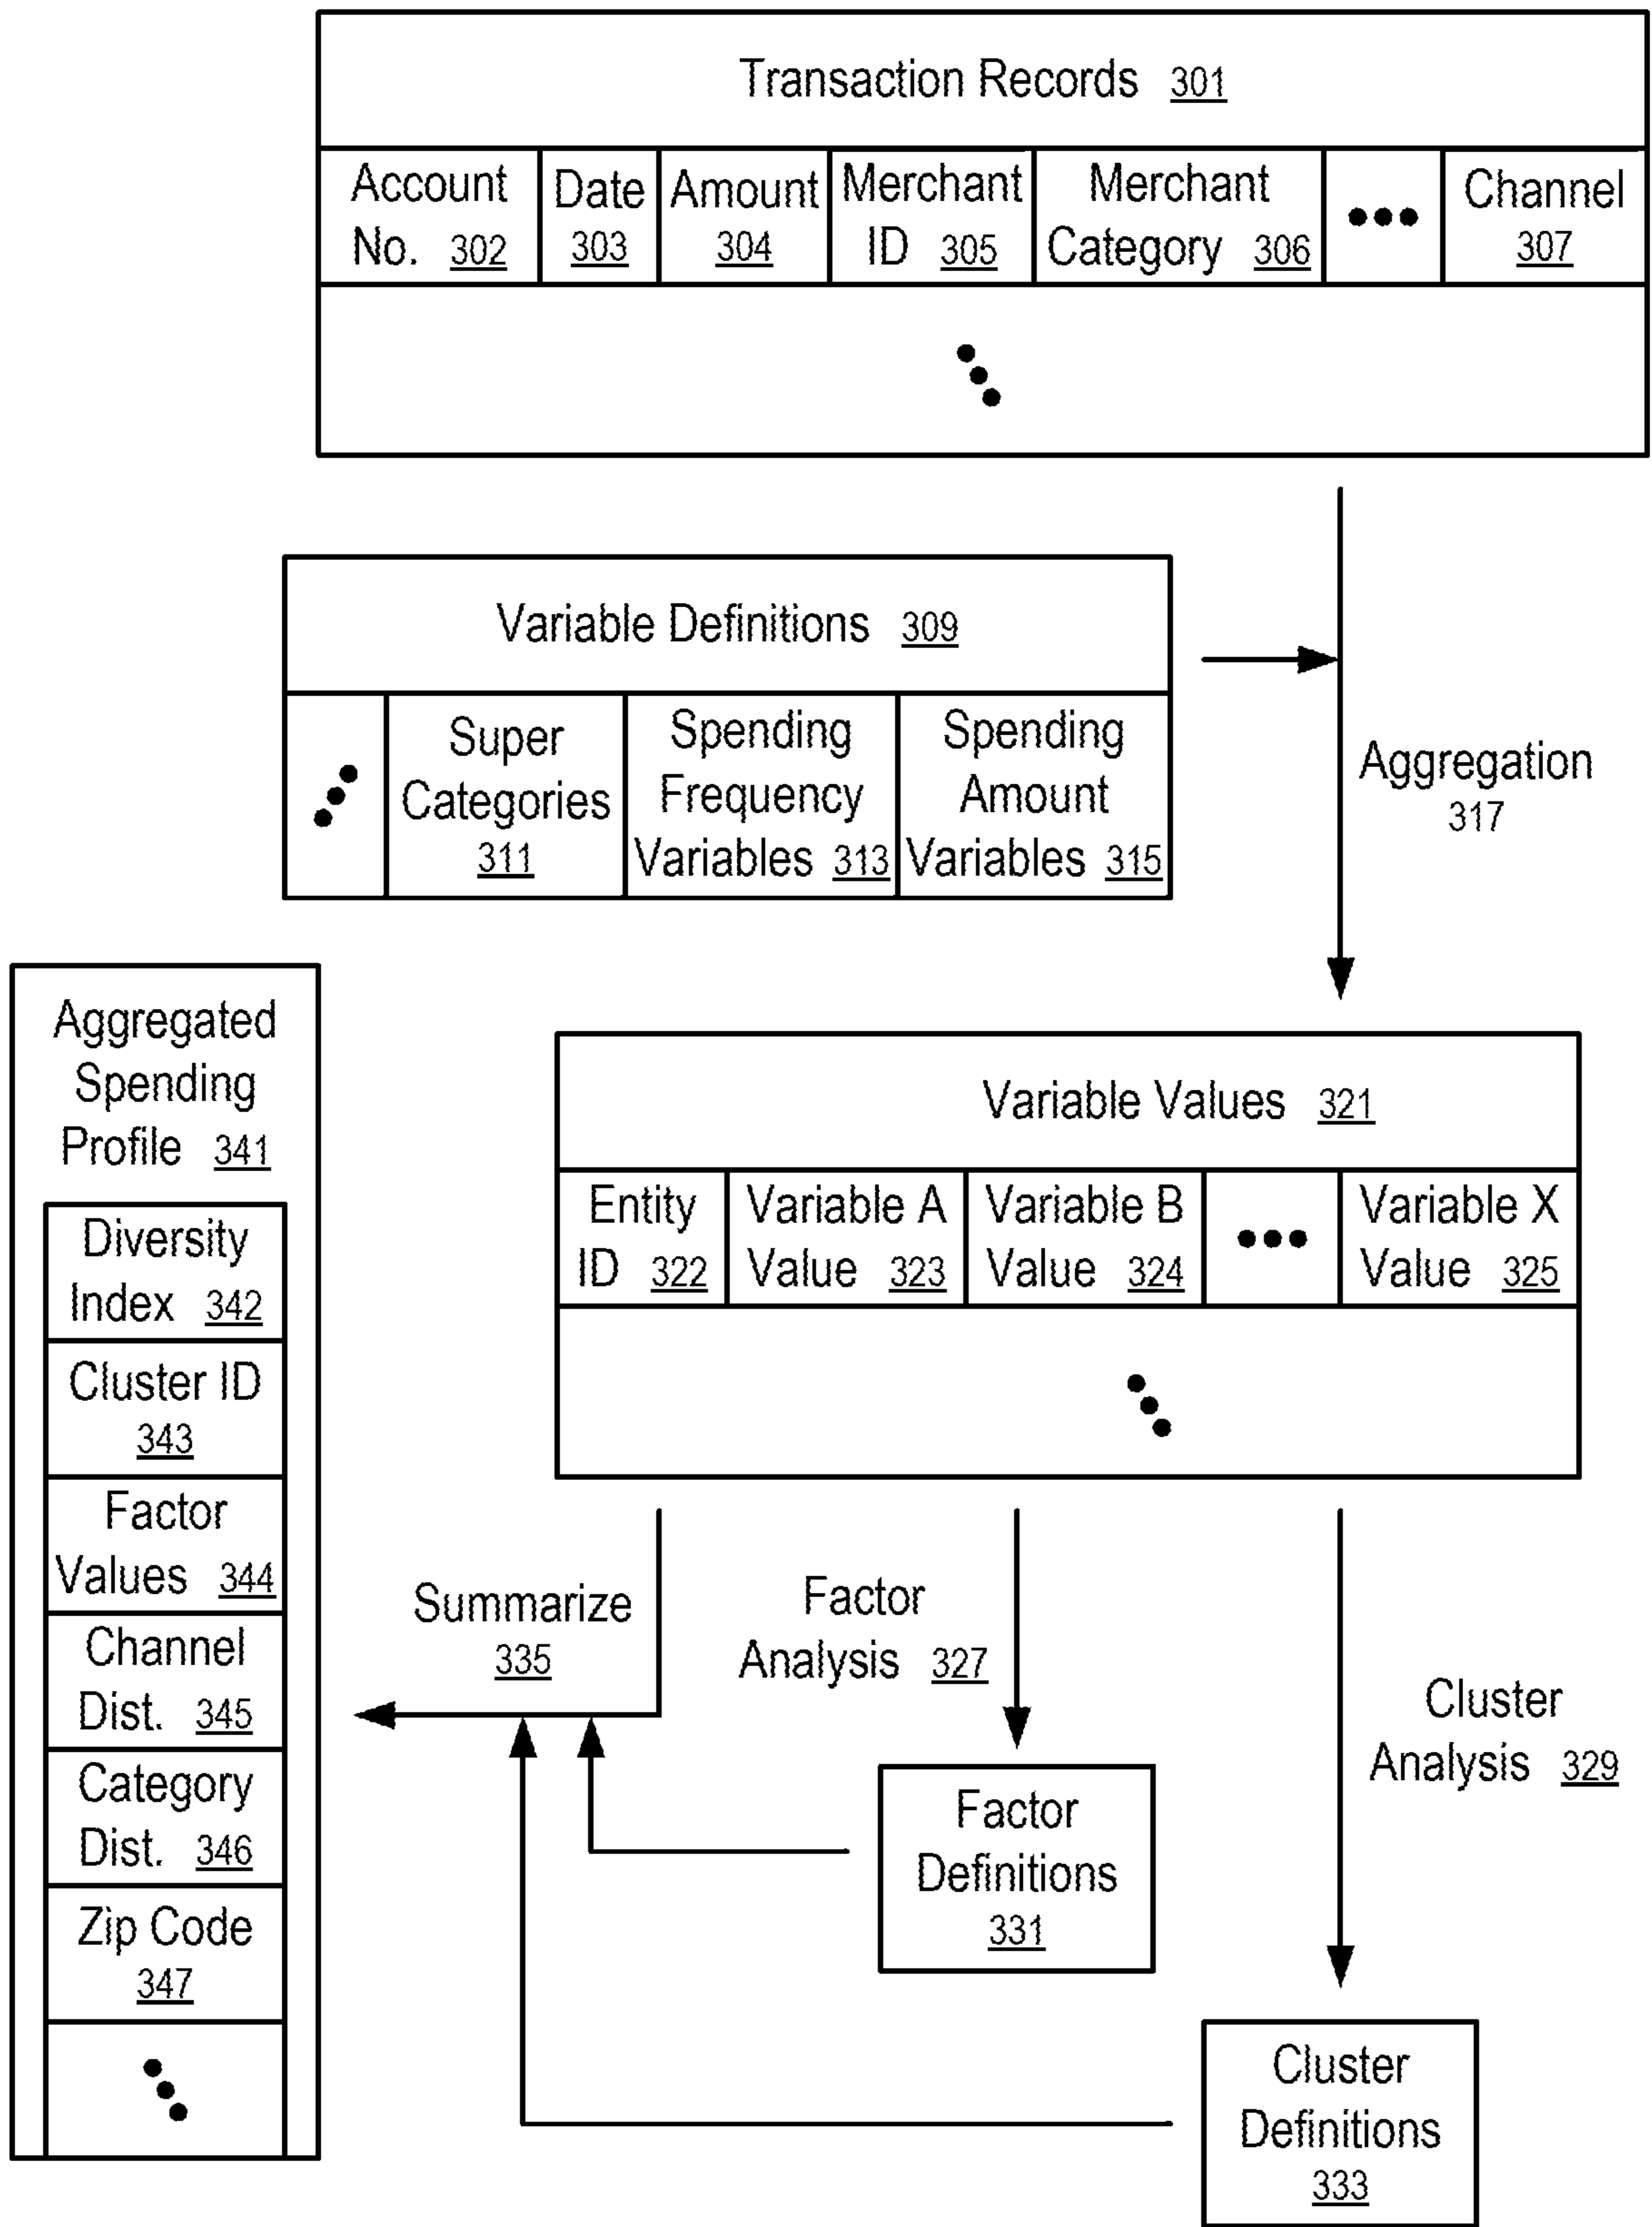 Transaction Records 301
Account
No. 302
Date
303
Amount
304
Merchant
ID 305
Merchant
Category 306
Channel
307
Variable Definitions 309
Super
Categories
311
Spending
Frequency
Variables 313
Spending
Amount
Variables 315
Aggregation
317
Aggregated
Spending
Profile 341
Diversity
Index 342
Cluster ID
343
Factor
Values 344
Channel
Dist. 345
Category
Dist. 346
Zip Code
347
Variable Values 321
Entity
ID 322
Variable A
Value 323
Variable B
Value 324
Variable X
Value 325
Summarize
335
Factor
Analysis 327
Cluster
Analysis 329
Factor
Definitions
331
Cluster
Definitions
333